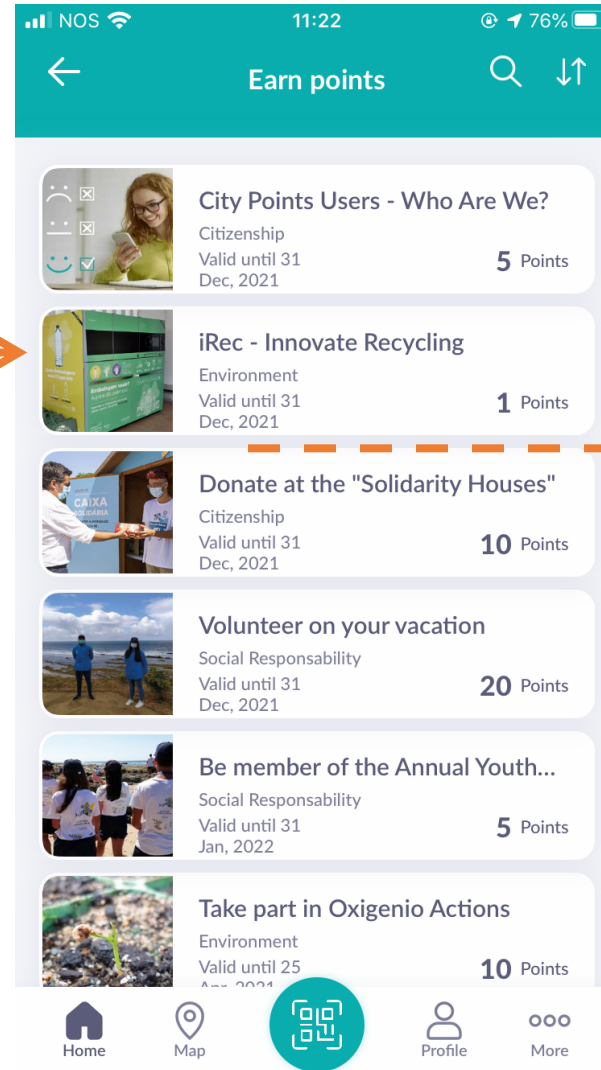 NOS 11:22 76%
Earn points
City Points Users - Who Are We?
Citizenship
Valid until 31
Dec, 2021
5 Points
iRec - Innovate Recycling
Environment
Valid until 31
Dec, 2021
1 Points
CAIXA
SOLIDÁRIA
Donate at the "Solidarity Houses"
Citizenship
Valid until 31
Dec, 2021
10 Points
Volunteer on your vacation
Social Responsability
Valid until 31
Dec, 2021
20 Points
Be member of the Annual Youth...
Social Responsability
Valid until 31
Jan, 2022
5 Points
Take part in Oxigenio Actions
Environment
Valid until 25
Apr, 2021
10 Points
Home Map Profile More